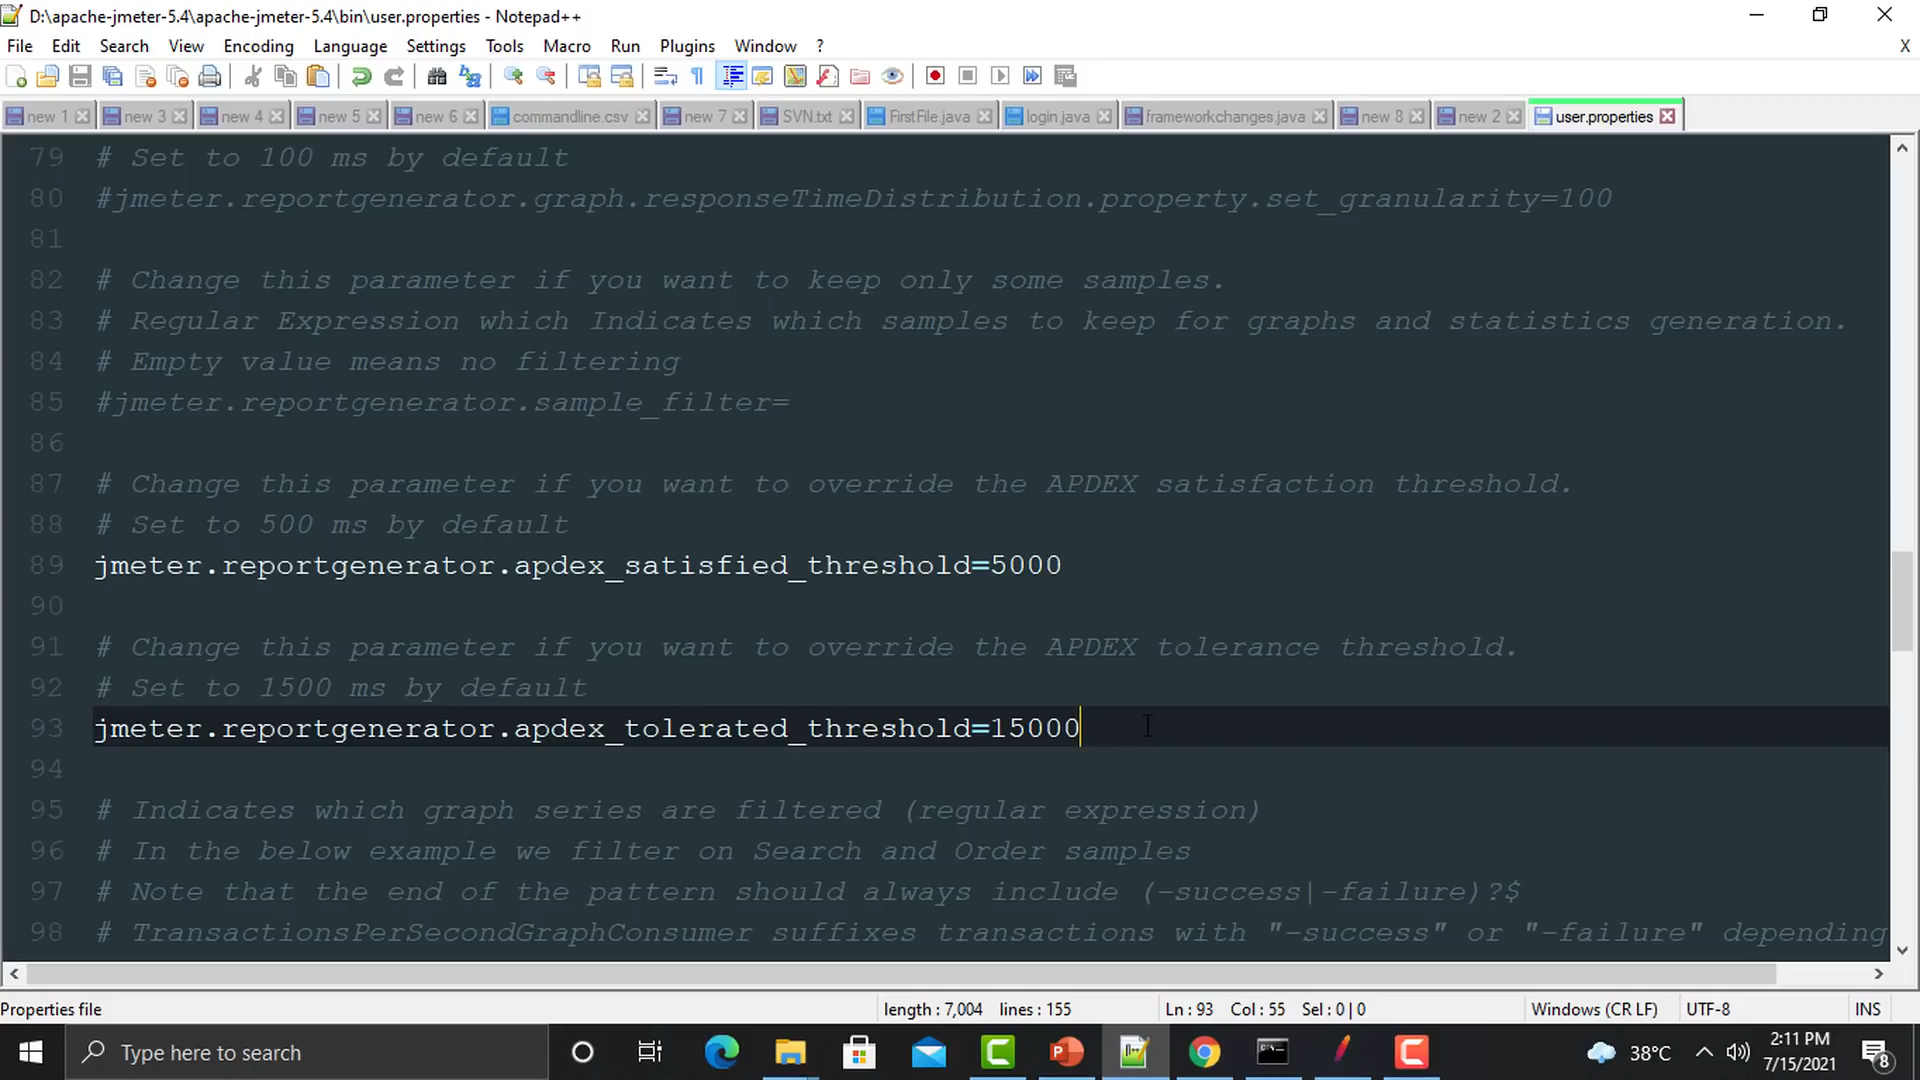 D:\apache-jmeter-5.4\apache-jmeter-5.4\bin\user.properties - Notepad++
File Edit Search View Encoding Language Settings Tools Macro Run Plugins Window ? X
new 1 new 3 new 4 new 5 new 6 commandline.csv new 7 SVN.txt FirstFile.java login.java frameworkchanges.java new 8 new 2 user.properties
79 # Set to 100 ms by default
80 #jmeter.reportgenerator.graph.responseTimeDistribution.property.set_granularity=100
81
82 # Change this parameter if you want to keep only some samples.
83 # Regular Expression which Indicates which samples to keep for graphs and statistics generation.
84 # Empty value means no filtering
85 #jmeter.reportgenerator.sample_filter=
86
87 # Change this parameter if you want to override the APDEX satisfaction threshold.
88 # Set to 500 ms by default
89 jmeter.reportgenerator.apdex_satisfied_threshold=5000
90
91 # Change this parameter if you want to override the APDEX tolerance threshold.
92 # Set to 1500 ms by default
93 jmeter.reportgenerator.apdex_tolerated_threshold=15000
94
95 # Indicates which graph series are filtered (regular expression)
96 # In the below example we filter on Search and Order samples
97 # Note that the end of the pattern should always include (-success|-failure)?$
98 # TransactionsPerSecondGraphConsumer suffixes transactions with "-success" or "-failure" depending
Properties file length : 7,004 lines : 155 Ln : 93 Col : 55 Sel : 0 | 0 Windows (CR LF) UTF-8 INS
Type here to search 38°C 2:11 PM
7/15/2021 8